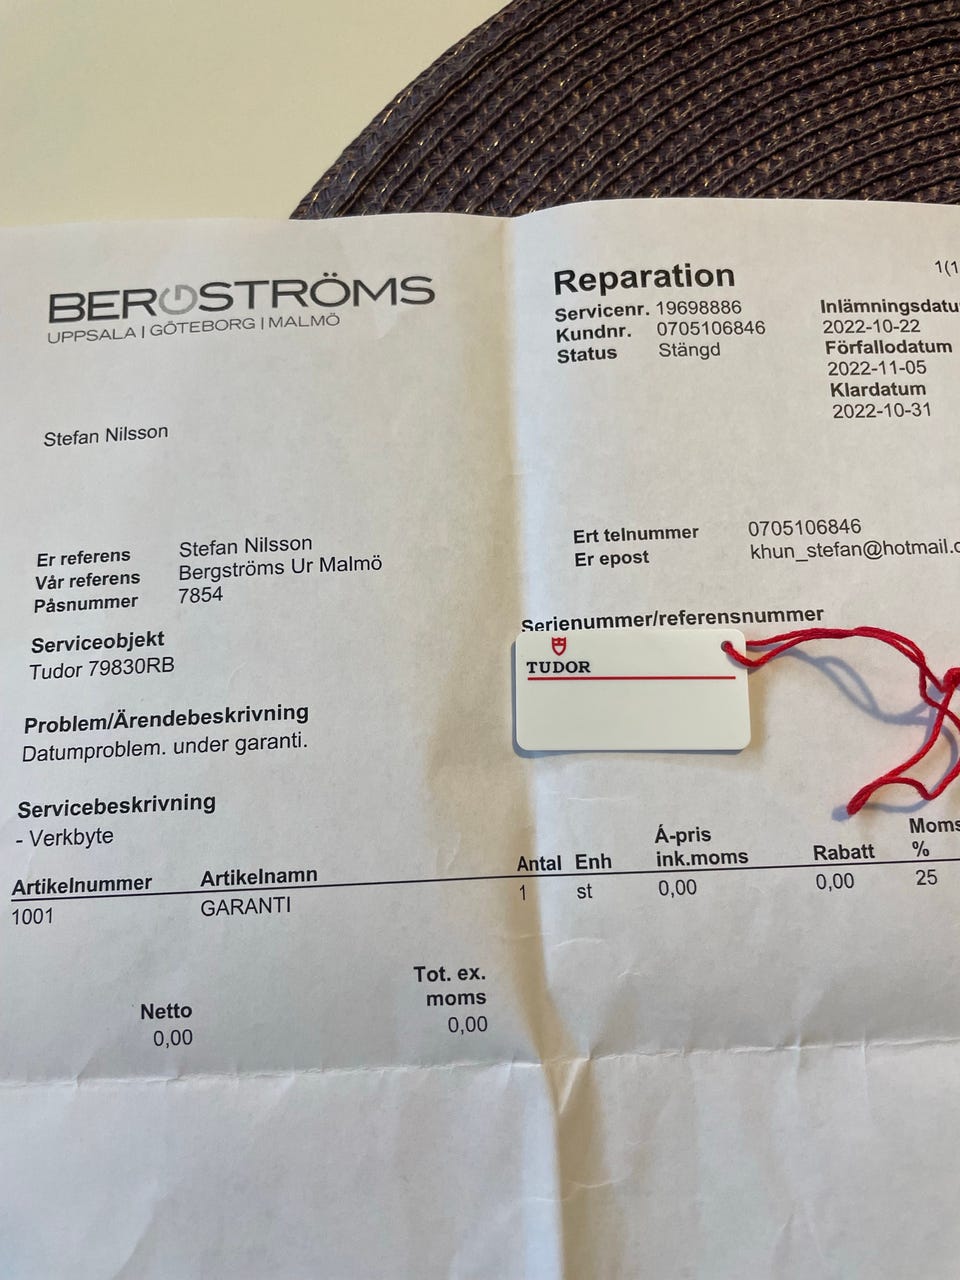 BERGSTRÖMS
UPPSALA | GÖTEBORG | MALMÖ
Reparation
1(1
Servicenr. 19698886
Kundnr. 0705106846
Status Stängd
Inlämningsdatu
2022-10-22
Förfallodatum
2022-11-05
Klardatum
2022-10-31
Stefan Nilsson
Er referens Stefan Nilsson
Vår referens Bergströms Ur Malmö
Påsnummer 7854
Ert telnummer 0705106846
Er epost khun_stefan@hotmail.c
Serviceobjekt
Tudor 79830RB
Serienummer/referensnummer
TUDOR
Problem/Ärendebeskrivning
Datumproblem. under garanti.
Servicebeskrivning
- Verkbyte
Artikelnummer Artikelnamn Antal Enh Á-pris ink.moms Rabatt Moms %
1001 GARANTI 1 st 0,00 0,00 25
Netto
0,00
Tot. ex.
moms
0,00